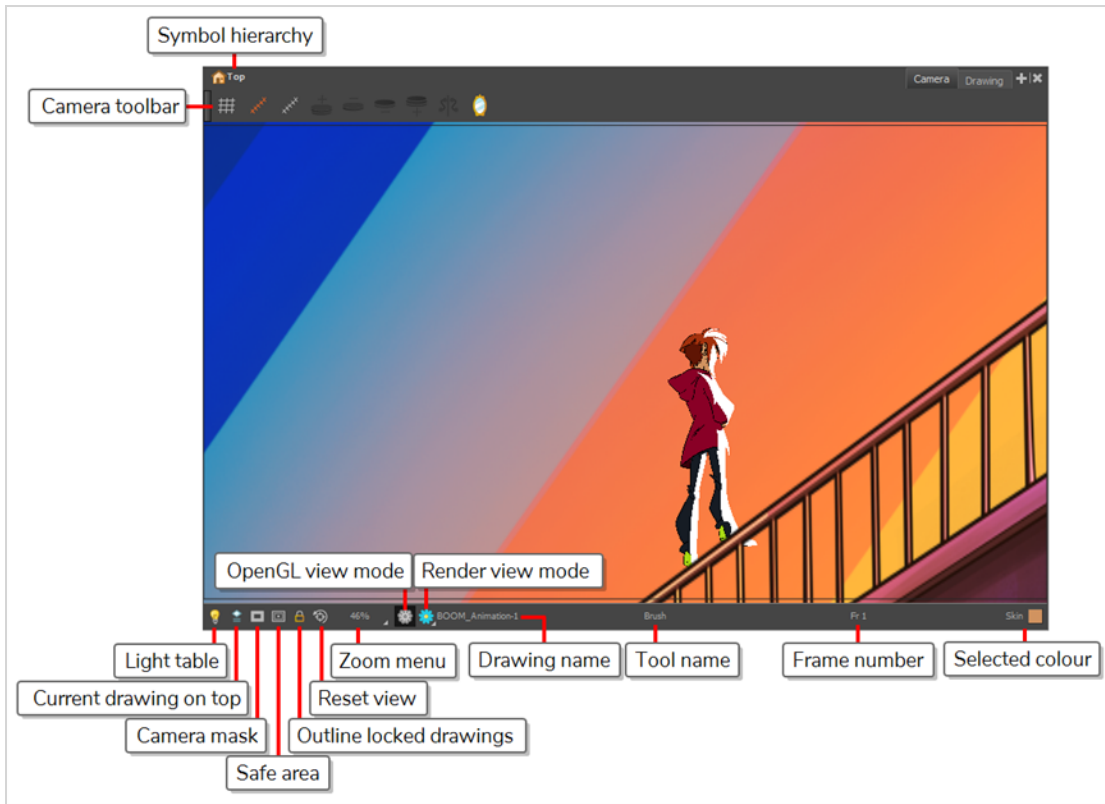 Symbol hierarchy
Top
Camera
Drawing
Camera toolbar
OpenGL view mode
Render view mode
46%
BOOM_Animation-1
Brush
Fr 1
Skin
Light table
Zoom menu
Drawing name
Tool name
Frame number
Selected colour
Current drawing on top
Reset view
Camera mask
Outline locked drawings
Safe area